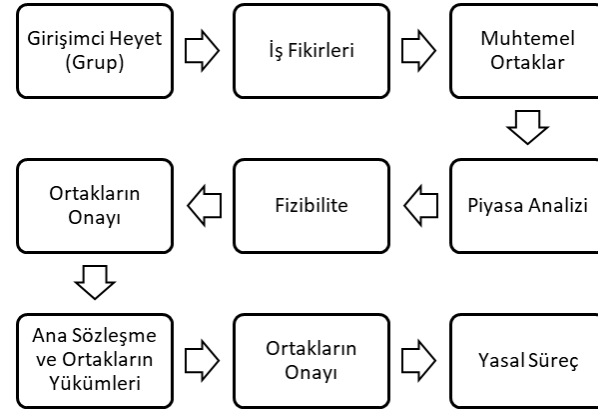 Girişimci Heyet
(Grup)
İş Fikirleri
Muhtemel
Ortaklar
Piyasa Analizi
Fizibilite
Ortakların
Onayı
Ana Sözleşme
ve Ortakların
Yükümleri
Ortakların
Onayı
Yasal Süreç